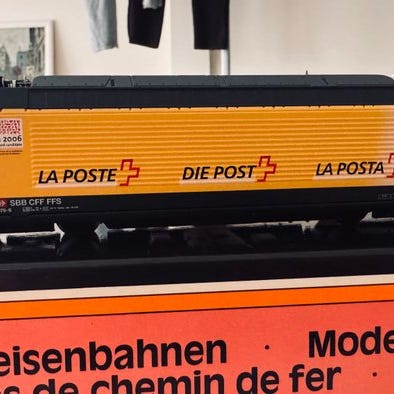 2006
LA POSTE DIE POST LA POSTA
SBB CFF FFS
eisenbahnen · Mode
s de chemin de fer ·